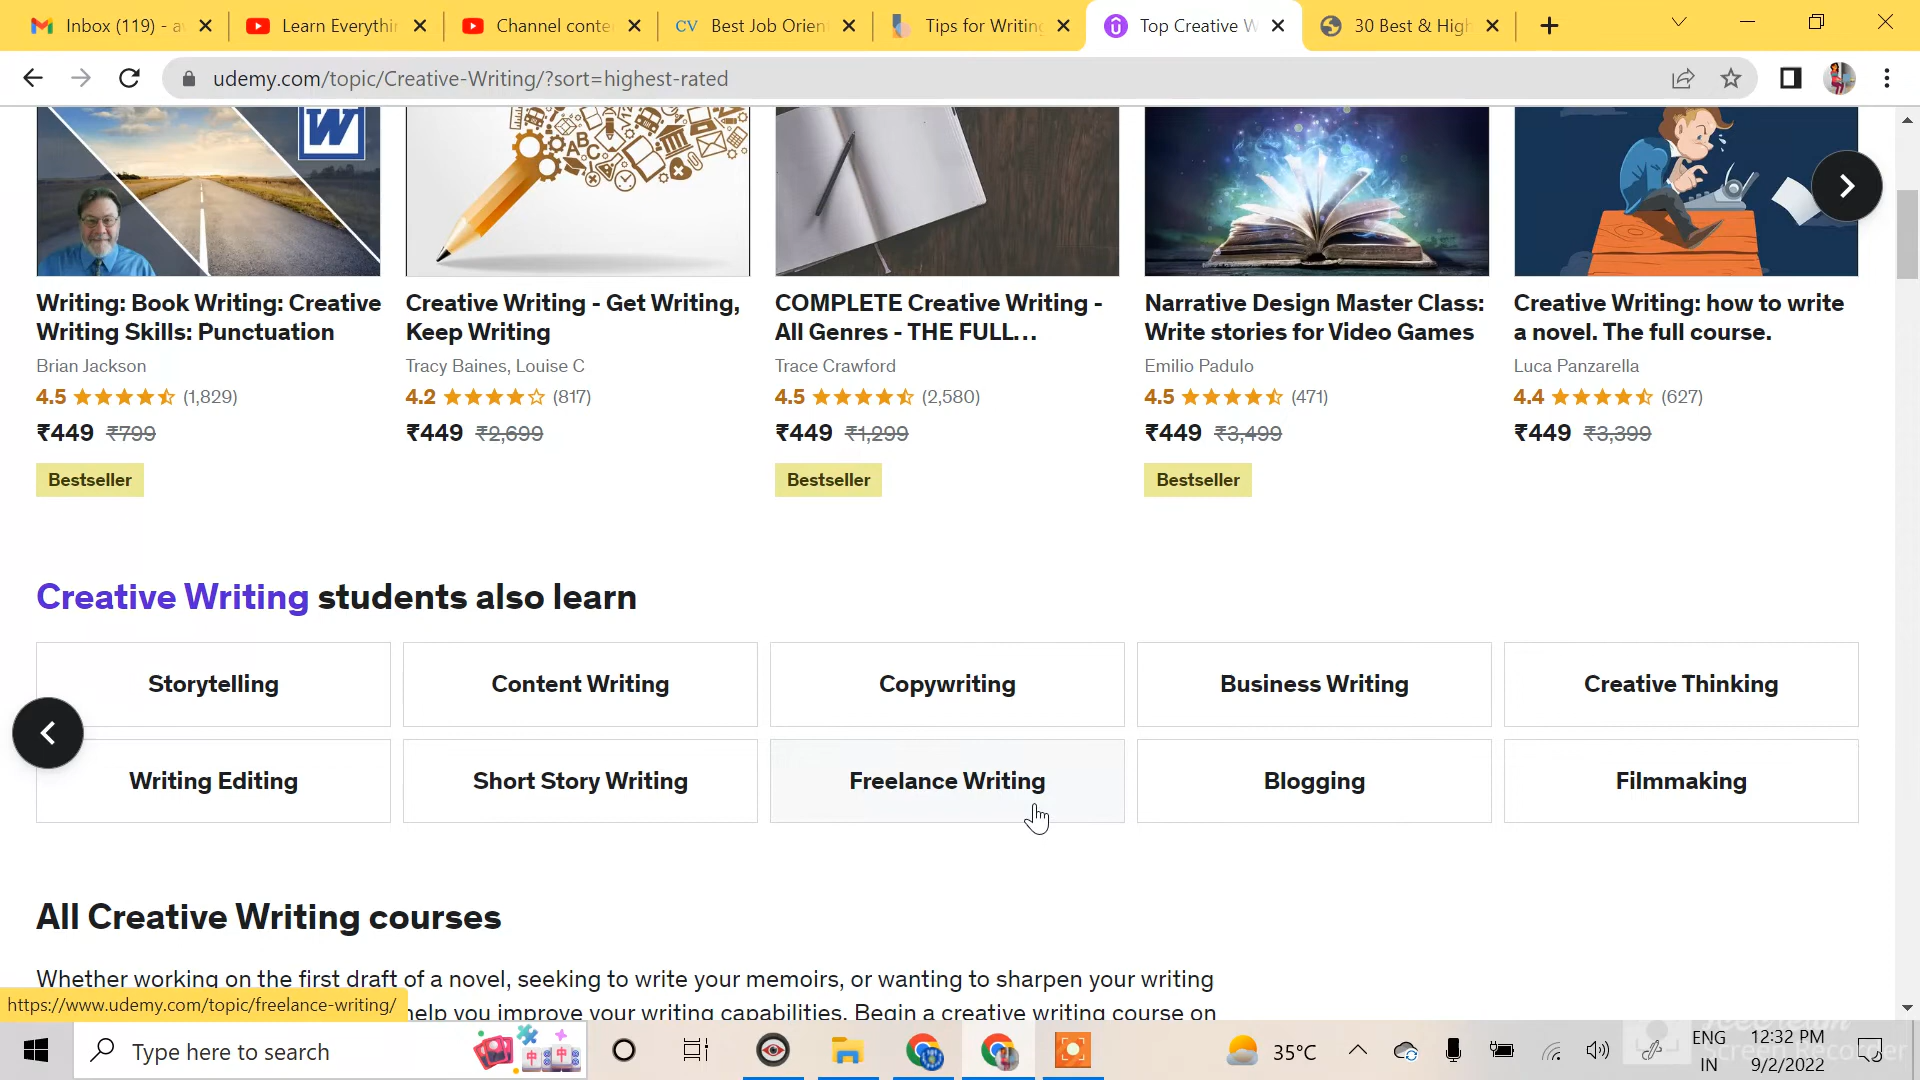 Inbox (119) - a
Learn Everythi
Channel conte
CV Best Job Orien
Tips for Writing
Top Creative W
30 Best & High
udemy.com/topic/Creative-Writing/?sort=highest-rated
W
ABC
Writing: Book Writing: Creative
Writing Skills: Punctuation
Brian Jackson
4.5 (1,829)
₹449 ₹799
Bestseller
Creative Writing - Get Writing,
Keep Writing
Tracy Baines, Louise C
4.2 (817)
₹449 ₹2,699
COMPLETE Creative Writing -
All Genres - THE FULL...
Trace Crawford
4.5 (2,580)
₹449 ₹1,299
Bestseller
Narrative Design Master Class:
Write stories for Video Games
Emilio Padulo
4.5 (471)
₹449 ₹3,499
Bestseller
Creative Writing: how to write
a novel. The full course.
Luca Panzarella
4.4 (627)
₹449 ₹3,399
Creative Writing students also learn
Storytelling
Content Writing
Copywriting
Business Writing
Creative Thinking
Writing Editing
Short Story Writing
Freelance Writing
Blogging
Filmmaking
All Creative Writing courses
Whether working on the first draft of a novel, seeking to write your memoirs, or wanting to sharpen your writing
help you improve your writing capabilities. Begin a creative writing course on
https://www.udemy.com/topic/freelance-writing/
Type here to search
35°C
ENG
IN
12:32 PM
9/2/2022
Screen Recorder